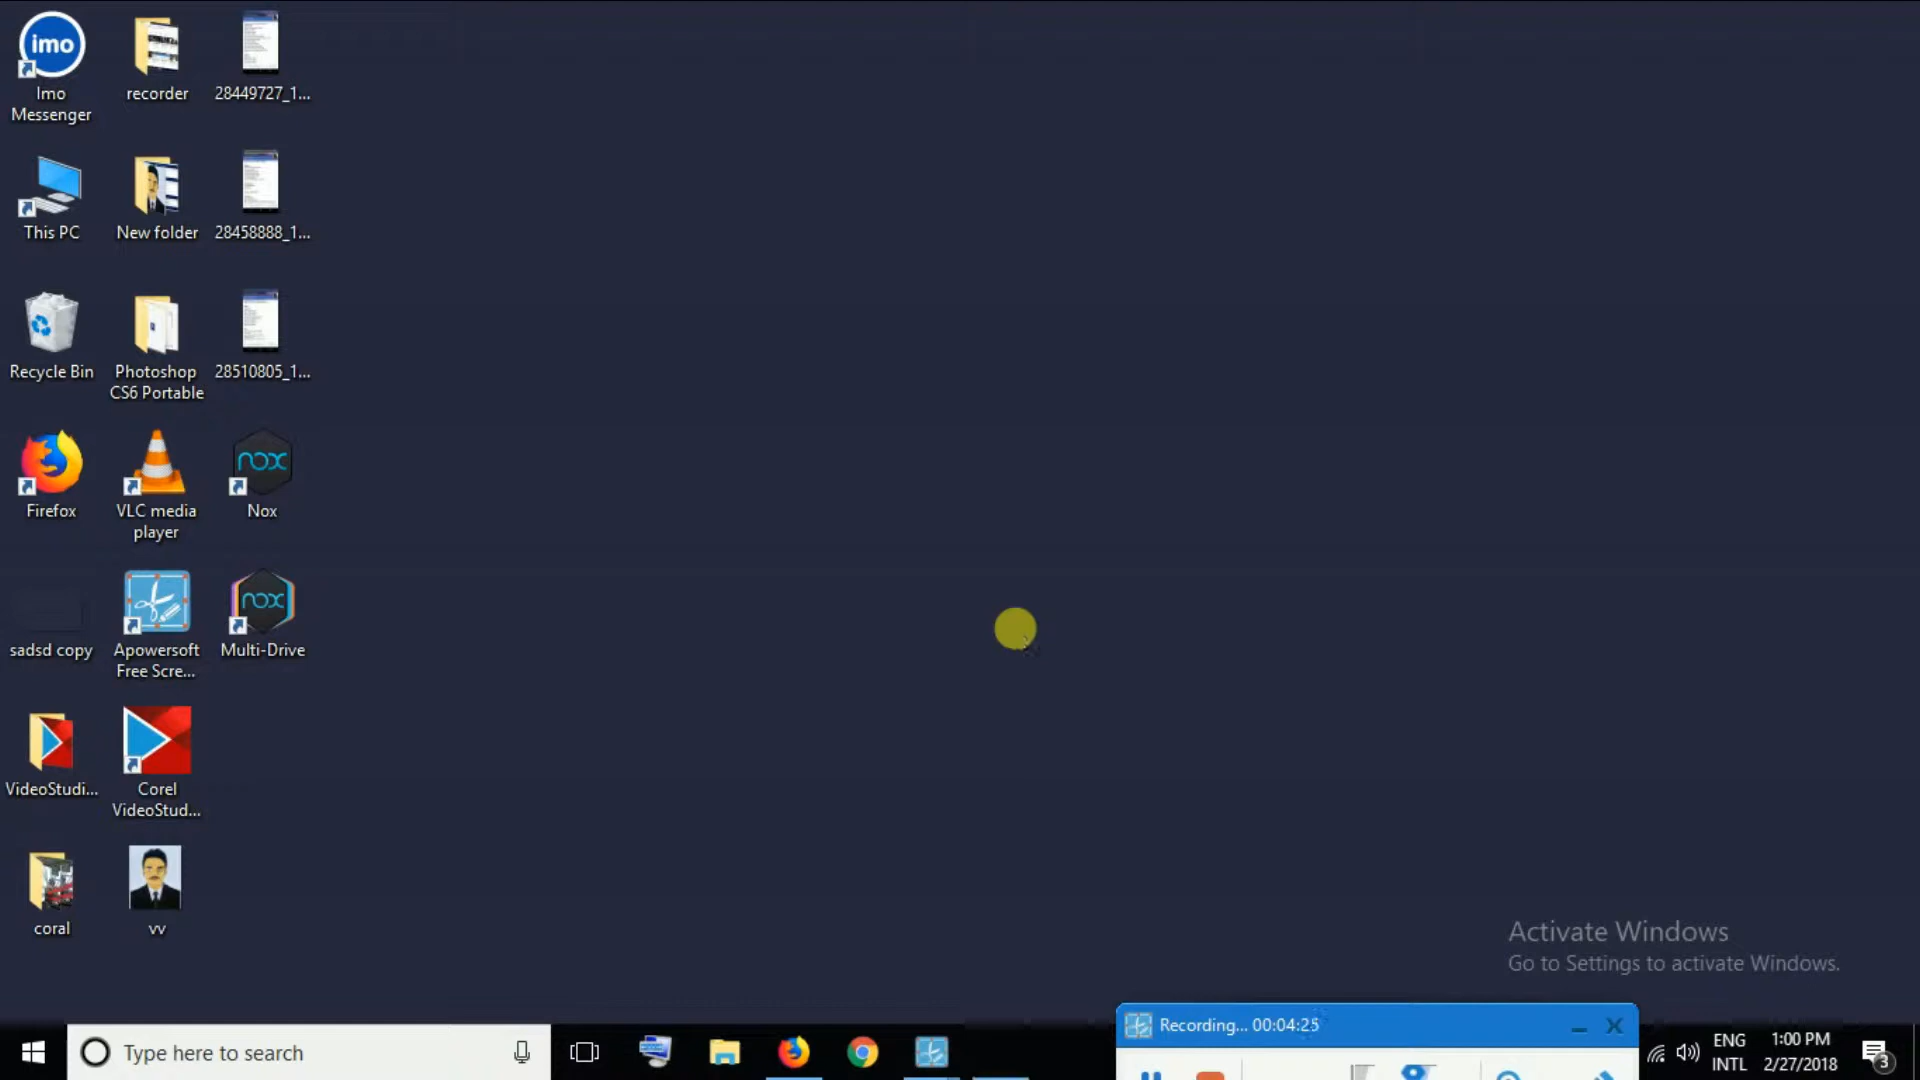 imo
Imo
Messenger
recorder
28449727_1...
This PC
New folder
28458888_1...
Recycle Bin
Photoshop
CS6 Portable
28510805_1...
Firefox
VLC media
player
nox
Nox
sadsd copy
Apowersoft
Free Scre...
nox
Multi-Drive
VideoStudi...
Corel
VideoStud...
coral
vv
Activate Windows
Go to Settings to activate Windows.
Recording... 00:04:25
Type here to search
ENG
INTL
1:00 PM
2/27/2018
3